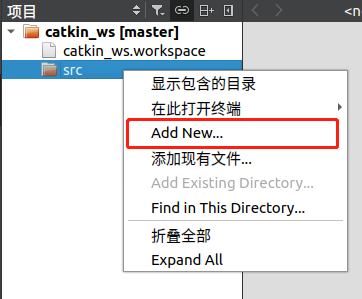 项目
<n
catkin_ws [master]
catkin_ws.workspace
src
显示包含的目录
在此打开终端
Add New...
添加现有文件...
Add Existing Directory...
Find in This Directory...
折叠全部
Expand All